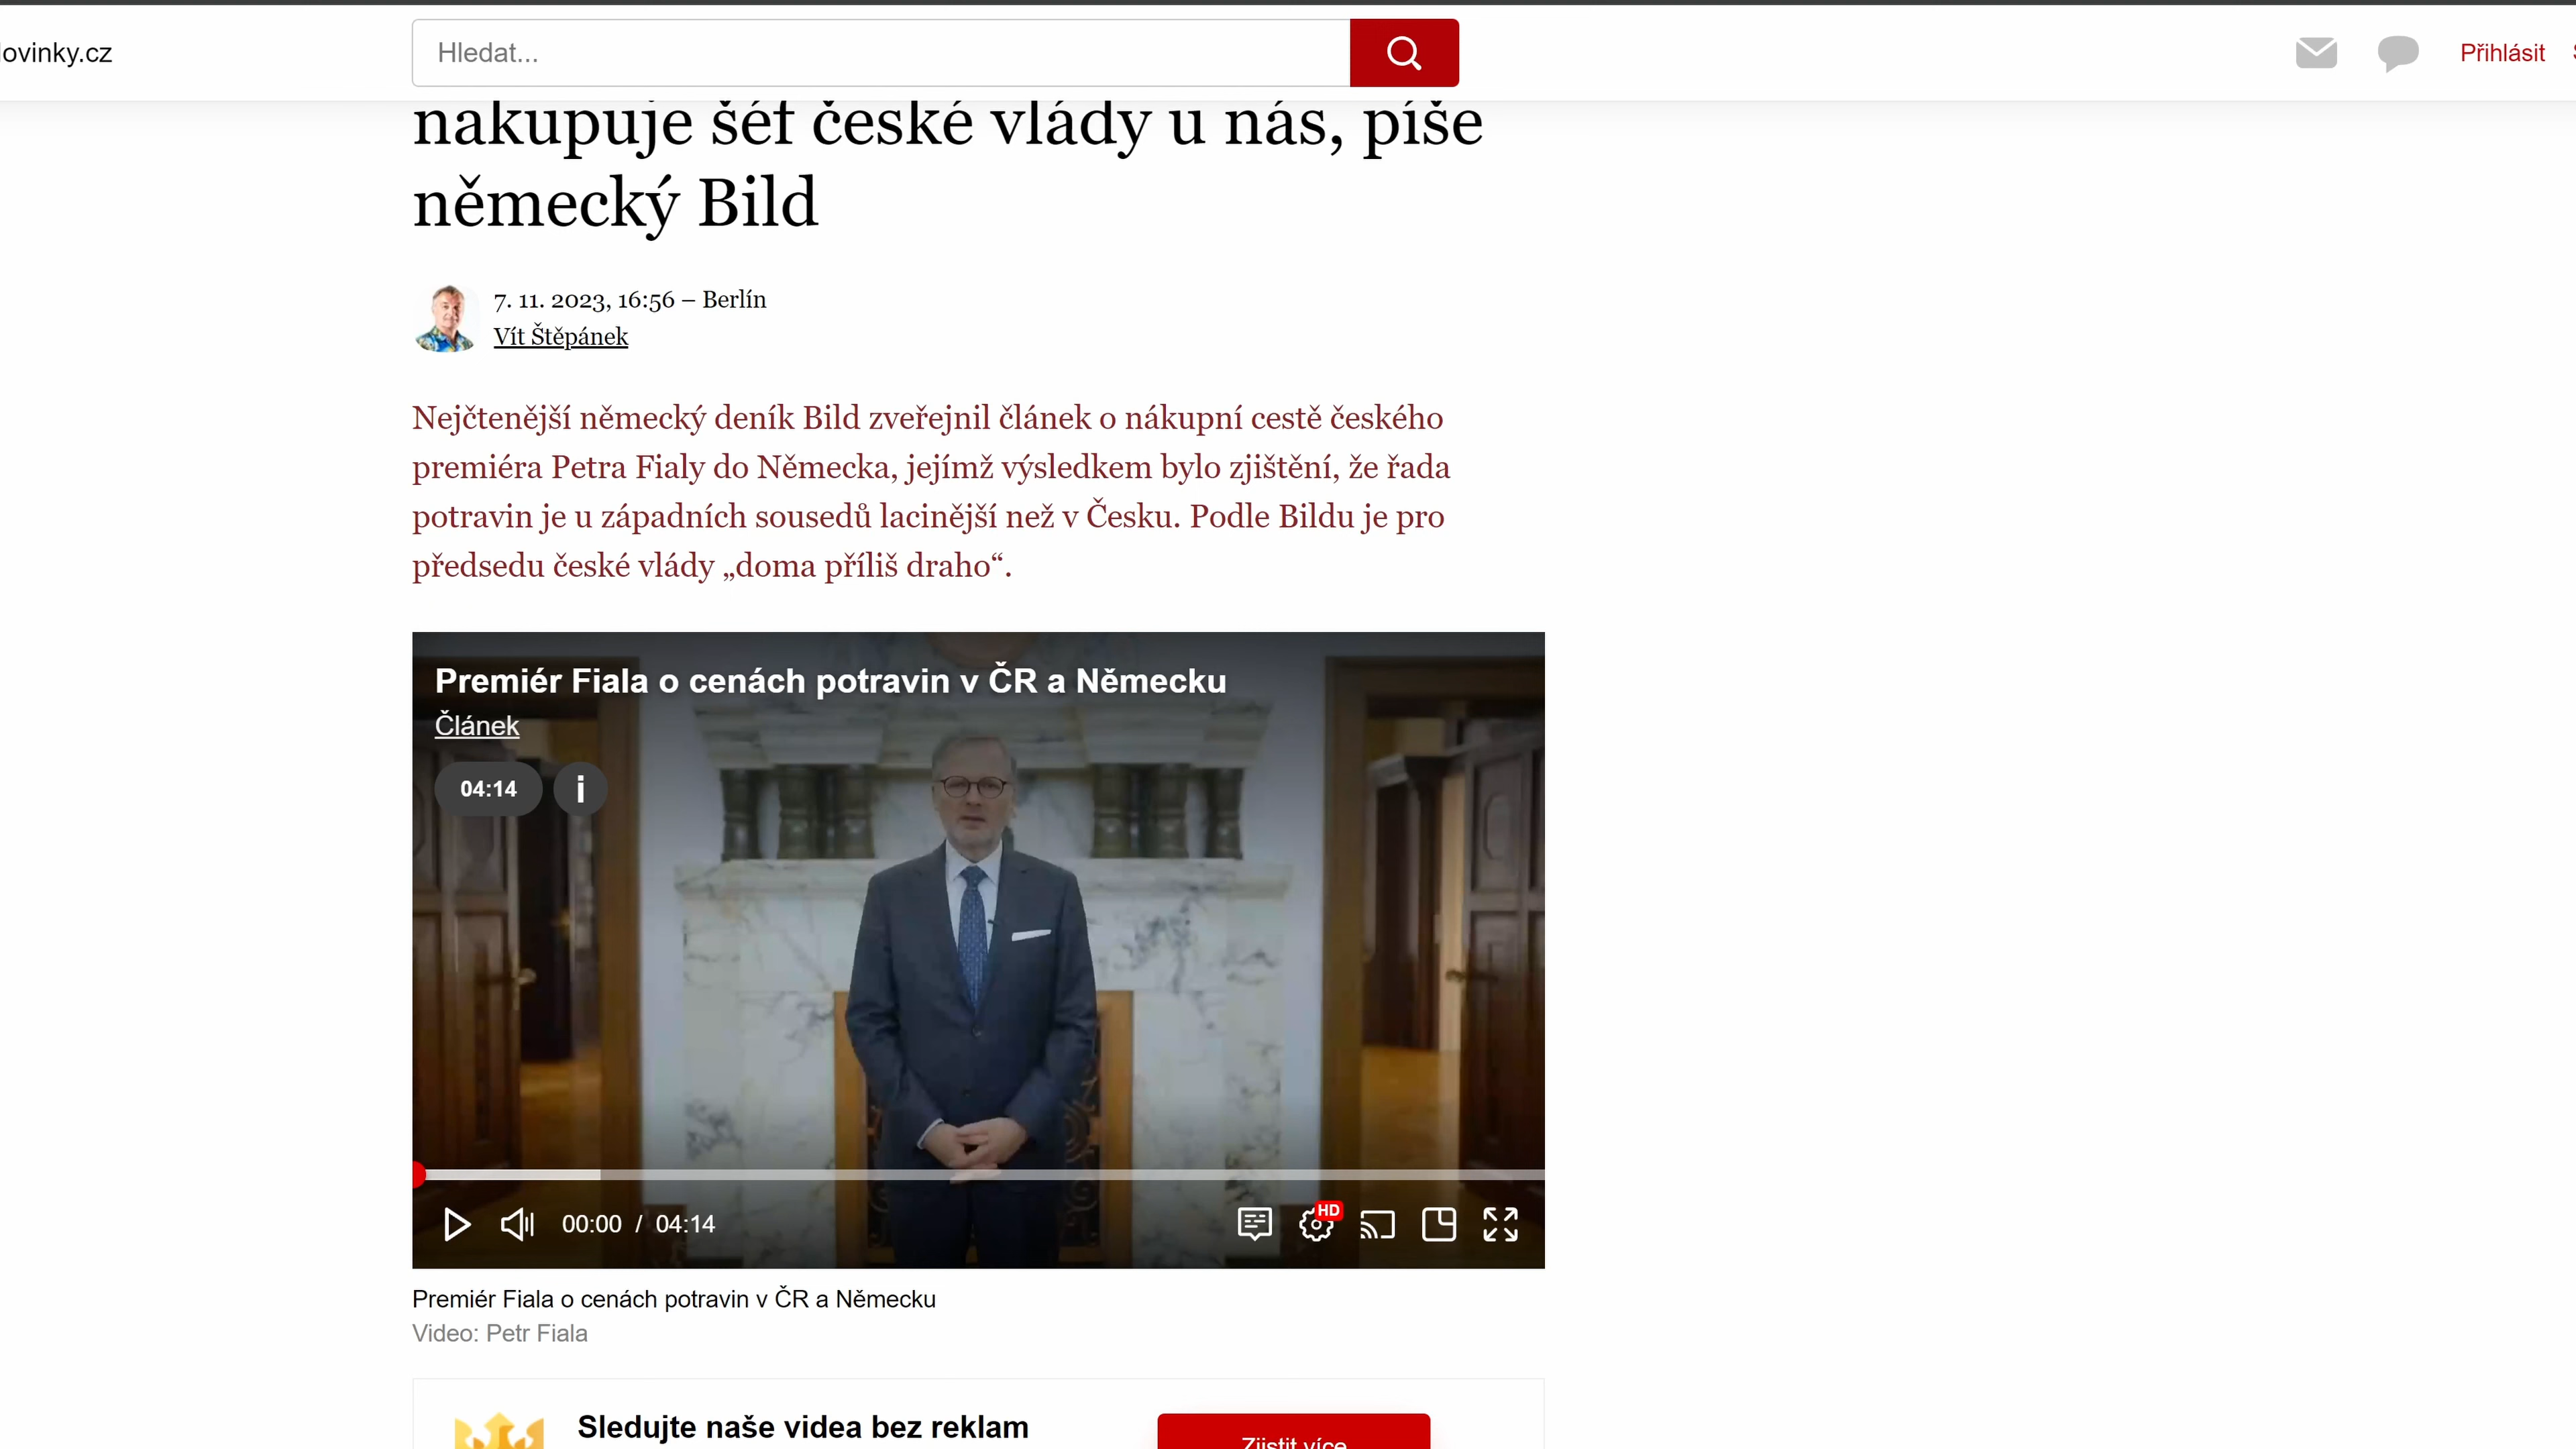 ovinky.cz
Hledat...
Přihlásit
nakupuje šéf české vlády u nás, píše
německý Bild
7. 11. 2023, 16:56 – Berlín
Vít Štěpánek
Nejčtenější německý deník Bild zveřejnil článek o nákupní cestě českého
premiéra Petra Fialy do Německa, jejímž výsledkem bylo zjištění, že řada
potravin je u západních sousedů lacinější než v Česku. Podle Bildu je pro
předsedu české vlády „doma příliš draho“.
Premiér Fiala o cenách potravin v ČR a Německu
Článek
04:14
i
00:00 / 04:14
HD
Premiér Fiala o cenách potravin v ČR a Německu
Video: Petr Fiala
Sledujte naše videa bez reklam
Zjistit více